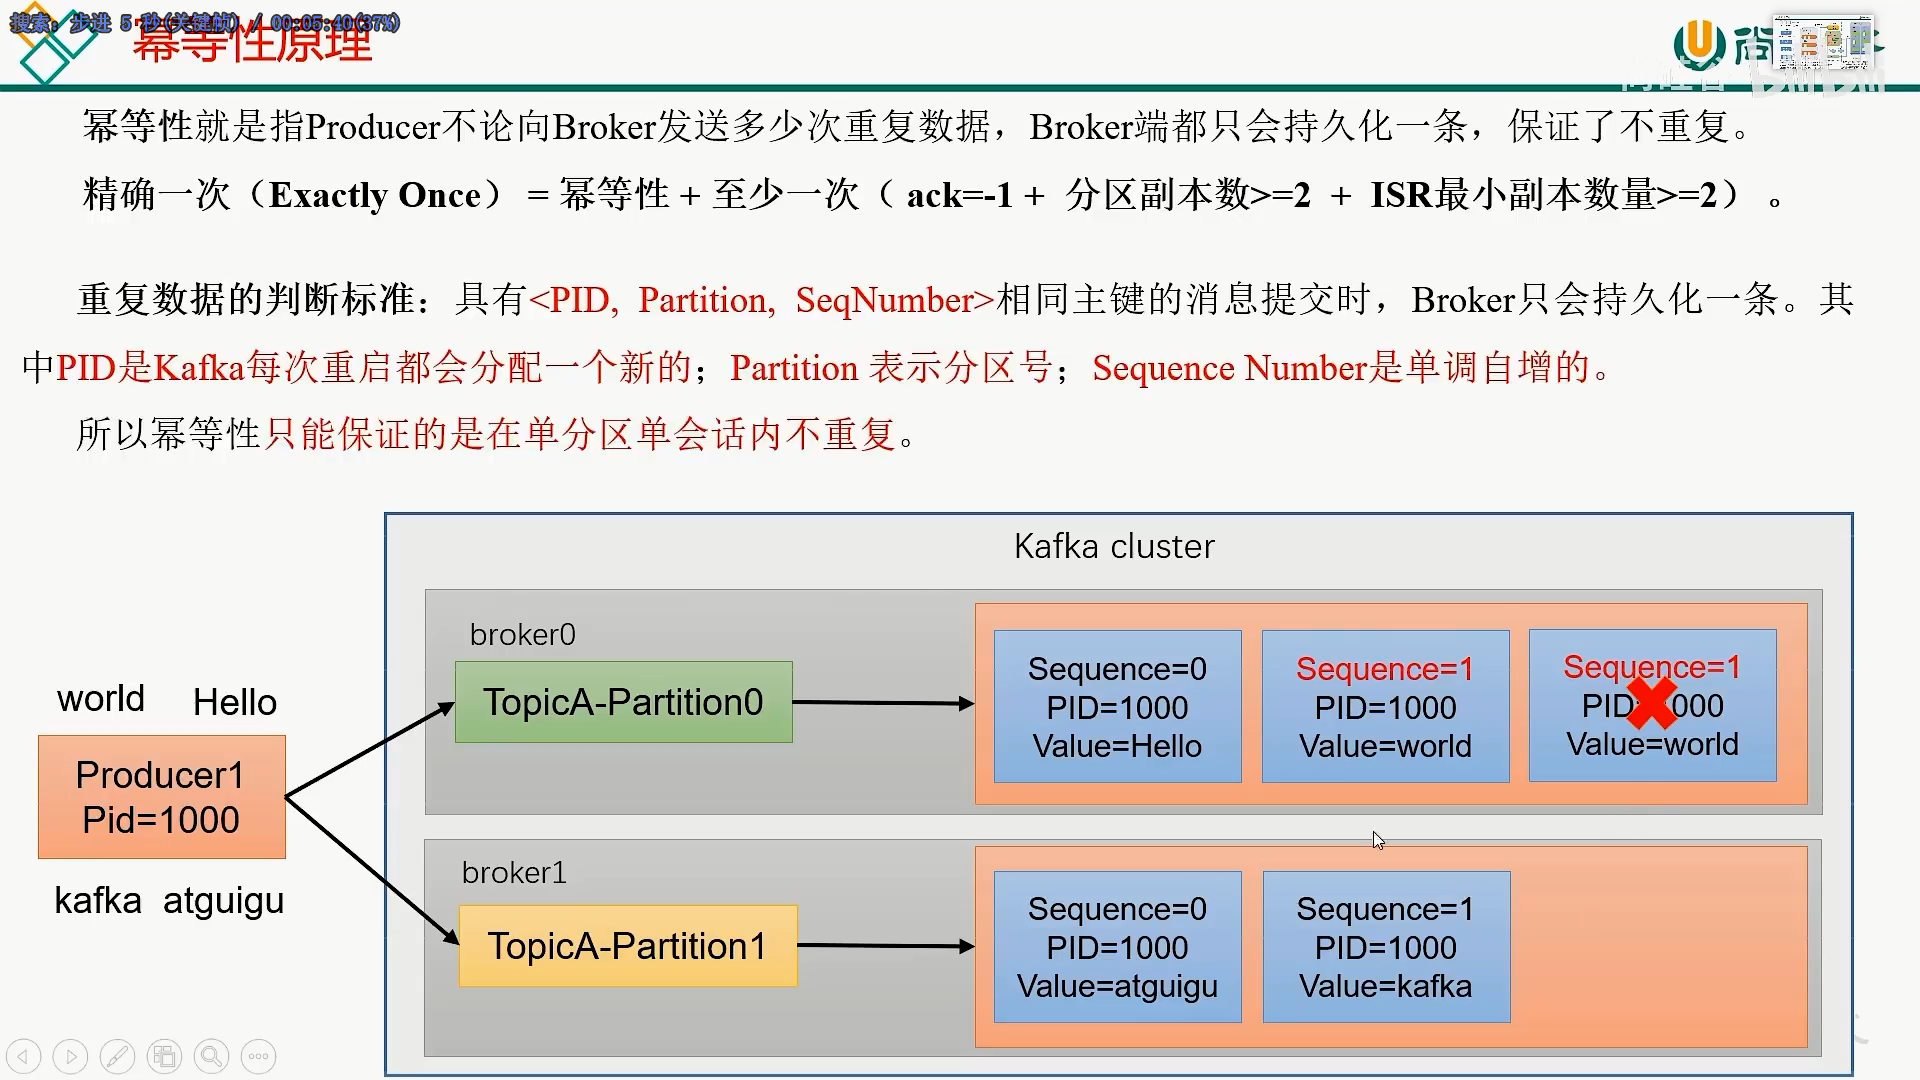 搜索: 步进 5 秒(关键帧) / 00:05:40(37%)
幂等性原理
尚硅谷
bilibili
幂等性就是指Producer不论向Broker发送多少次重复数据，Broker端都只会持久化一条，保证了不重复。
精确一次（Exactly Once） = 幂等性 + 至少一次（ ack=-1 + 分区副本数>=2 + ISR最小副本数量>=2） 。
重复数据的判断标准：具有<PID, Partition, SeqNumber>相同主键的消息提交时，Broker只会持久化一条。其
中PID是Kafka每次重启都会分配一个新的；Partition 表示分区号；Sequence Number是单调自增的。
所以幂等性只能保证的是在单分区单会话内不重复。
Kafka cluster
broker0
TopicA-Partition0
Sequence=0
PID=1000
Value=Hello
Sequence=1
PID=1000
Value=world
Sequence=1
PID=1000
Value=world
world Hello
Producer1
Pid=1000
kafka atguigu
broker1
TopicA-Partition1
Sequence=0
PID=1000
Value=atguigu
Sequence=1
PID=1000
Value=kafka